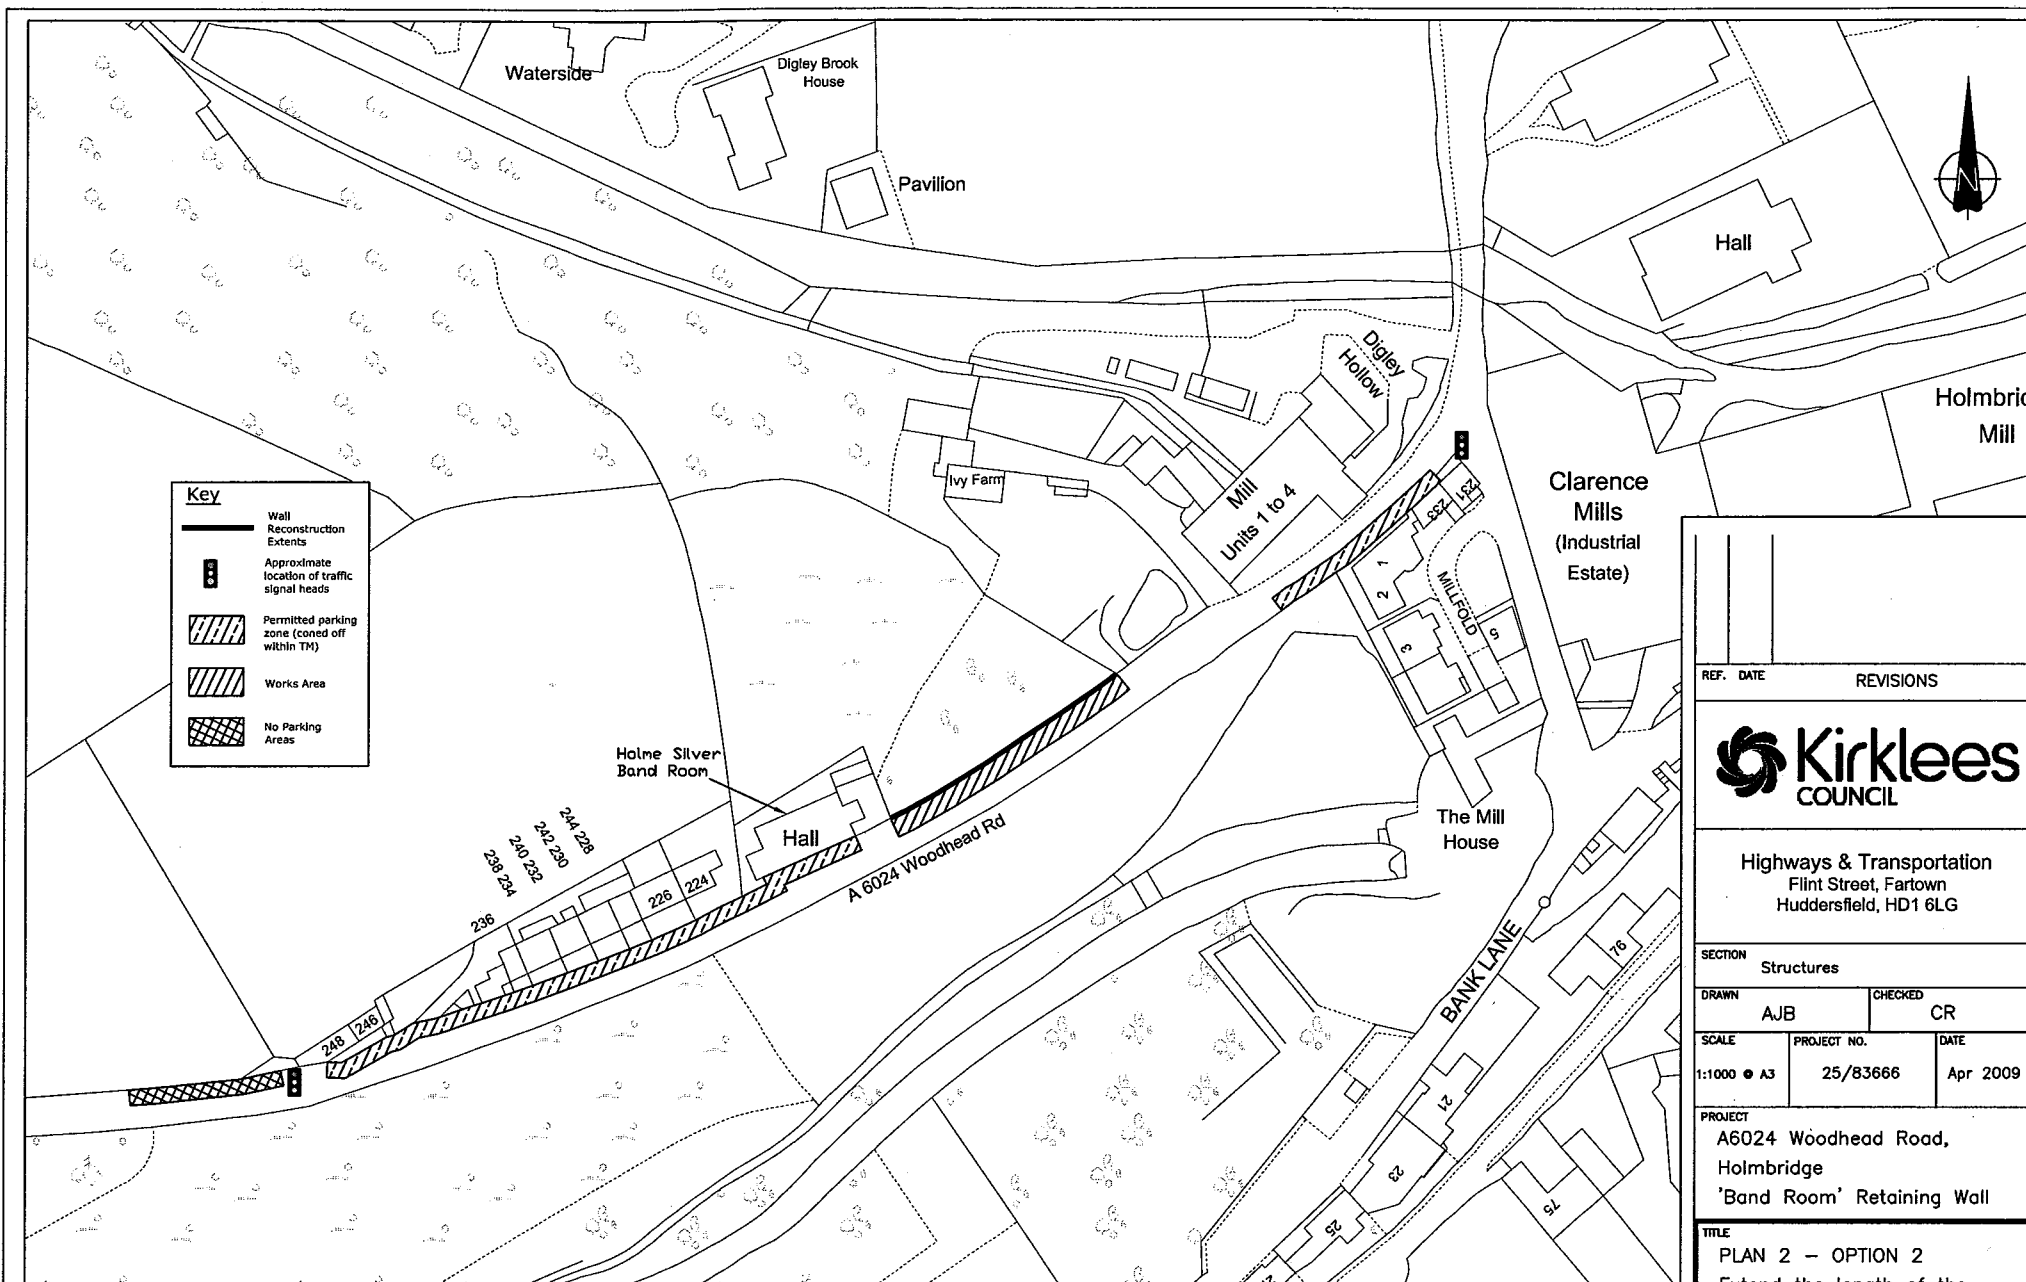 Waterside
Digley Brook
House
Pavilion
N
Hall
Digley
Hollow
Holmbri
Mill
Key
Wall
Reconstruction
Extents
Approximate
location of traffic
signal heads
Permitted parking
zone (coned off
within TM)
Works Area
No Parking
Areas
Ivy Farm
Mill
Units 1 to 4
231
233
Clarence
Mills
(Industrial
Estate)
1
2
3
5
MILLFOLD
The Mill
House
Holme Silver
Band Room
Hall
A 6024 Woodhead Rd
244 228
242 230
240 232
238 234
236
226
224
246
248
BANK LANE
76
21
23
25
75
REF. DATE
REVISIONS
Kirklees
COUNCIL
Highways & Transportation
Flint Street, Fartown
Huddersfield, HD1 6LG
SECTION
Structures
DRAWN
AJB
CHECKED
CR
SCALE
1:1000 @ A3
PROJECT NO.
25/83666
DATE
Apr 2009
PROJECT
A6024 Woodhead Road,
Holmbridge
'Band Room' Retaining Wall
TITLE
PLAN 2 - OPTION 2
Extend the length of the